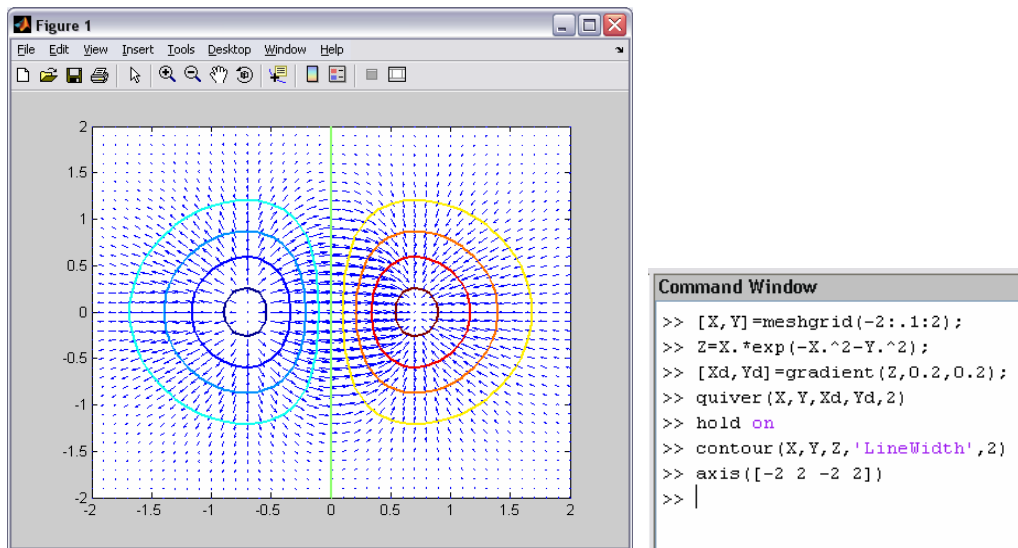 Figure 1
File Edit View Insert Tools Desktop Window Help
2
1.5
1
0.5
0
-0.5
-1
-1.5
-2
-2 -1.5 -1 -0.5 0 0.5 1 1.5 2
Command Window
>> [X,Y]=meshgrid(-2:.1:2);
>> Z=X.*exp(-X.^2-Y.^2);
>> [Xd,Yd]=gradient(Z,0.2,0.2);
>> quiver(X,Y,Xd,Yd,2)
>> hold on
>> contour(X,Y,Z,'LineWidth',2)
>> axis([-2 2 -2 2])
>>